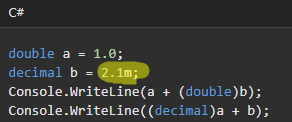 C#
double a = 1.0;
decimal b = 2.1m;
Console.WriteLine(a + (double)b);
Console.WriteLine((decimal)a + b);